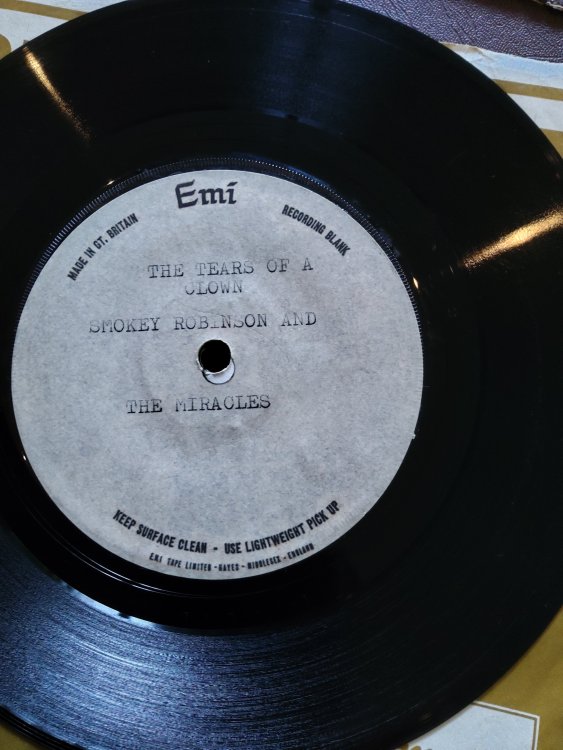 Emi
MADE IN GT. BRITAIN
RECORDING BLANK
THE TEARS OF A
CLOWN
SMOKEY ROBINSON AND
THE MIRACLES
KEEP SURFACE CLEAN - USE LIGHTWEIGHT PICK UP
E.M.I TAPE LIMITED - HAYES - MIDDLESEX - ENGLAND